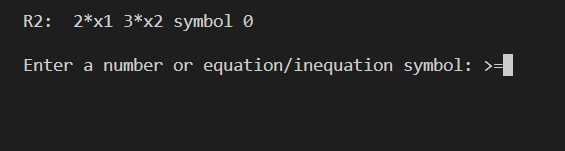 R2:  2*x1 3*x2 symbol 0
Enter a number or equation/inequation symbol: >=